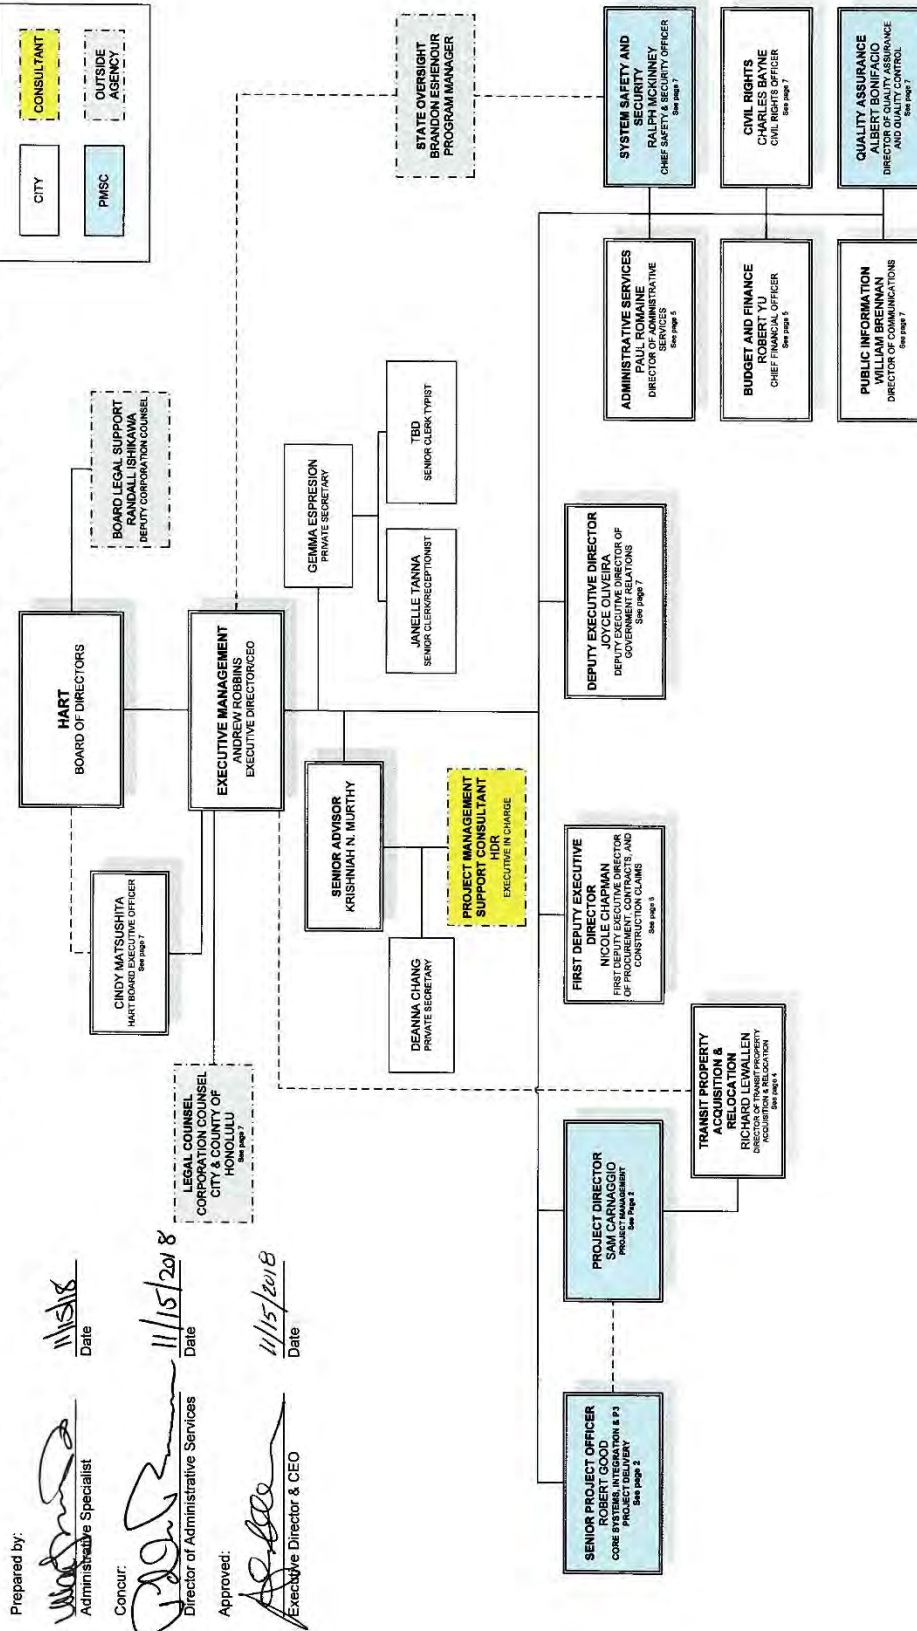 Prepared by:
11/15/18
Administrative Specialist
Date
Concur:
11/15/2018
Director of Administrative Services
Date
Approved:
11/15/2018
Executive Director & CEO
Date
CITY
CONSULTANT
PMSC
OUTSIDE
AGENCY
HART
BOARD OF DIRECTORS
BOARD LEGAL SUPPORT
RANDALL ISHIKAWA
DEPUTY CORPORATION COUNSEL
CINDY MATSUSHITA
HART BOARD EXECUTIVE OFFICER
See page 7
LEGAL COUNSEL
CORPORATION COUNSEL
CITY & COUNTY OF
HONOLULU
See page 7
EXECUTIVE MANAGEMENT
ANDREW ROBBINS
EXECUTIVE DIRECTOR/CEO
GEMMA ESPRESION
PRIVATE SECRETARY
JANELLE TANNA
SENIOR CLERK/RECEPTIONIST
TBD
SENIOR CLERK TYPIST
SENIOR ADVISOR
KRISHNIAH N. MURTHY
DEANNA CHANG
PRIVATE SECRETARY
PROJECT MANAGEMENT
SUPPORT CONSULTANT
HDR
EXECUTIVE IN CHARGE
STATE OVERSIGHT
BRANDON ESHENOUR
PROGRAM MANAGER
SENIOR PROJECT OFFICER
ROBERT GOOD
CORE SYSTEMS, INTEGRATION & P3
PROJECT DELIVERY
See page 2
PROJECT DIRECTOR
SAM CARNAGGIO
PROJECT MANAGEMENT
See Page 2
TRANSIT PROPERTY
ACQUISITION &
RELOCATION
RICHARD LEWALLEN
DIRECTOR OF TRANSIT PROPERTY
ACQUISITION & RELOCATION
See page 4
FIRST DEPUTY EXECUTIVE
DIRECTOR
NICOLE CHAPMAN
FIRST DEPUTY EXECUTIVE DIRECTOR
OF PROCUREMENT, CONTRACTS, AND
CONSTRUCTION CLAIMS
DEPUTY EXECUTIVE DIRECTOR
JOYCE OLIVEIRA
DEPUTY EXECUTIVE DIRECTOR OF
GOVERNMENT RELATIONS
See page 7
ADMINISTRATIVE SERVICES
PAUL ROMAINE
DIRECTOR OF ADMINISTRATIVE
SERVICES
See page 5
SYSTEM SAFETY AND
SECURITY
RALPH MCKINNEY
CHIEF SAFETY & SECURITY OFFICER
See page 7
BUDGET AND FINANCE
ROBERT YU
CHIEF FINANCIAL OFFICER
See page 5
CIVIL RIGHTS
CHARLES BAYNE
CIVIL RIGHTS OFFICER
See page 7
PUBLIC INFORMATION
WILLIAM BRENNAN
DIRECTOR OF COMMUNICATIONS
See page 7
QUALITY ASSURANCE
ALBERT BONIFACIO
DIRECTOR OF QUALITY ASSURANCE
AND QUALITY CONTROL
See page 7